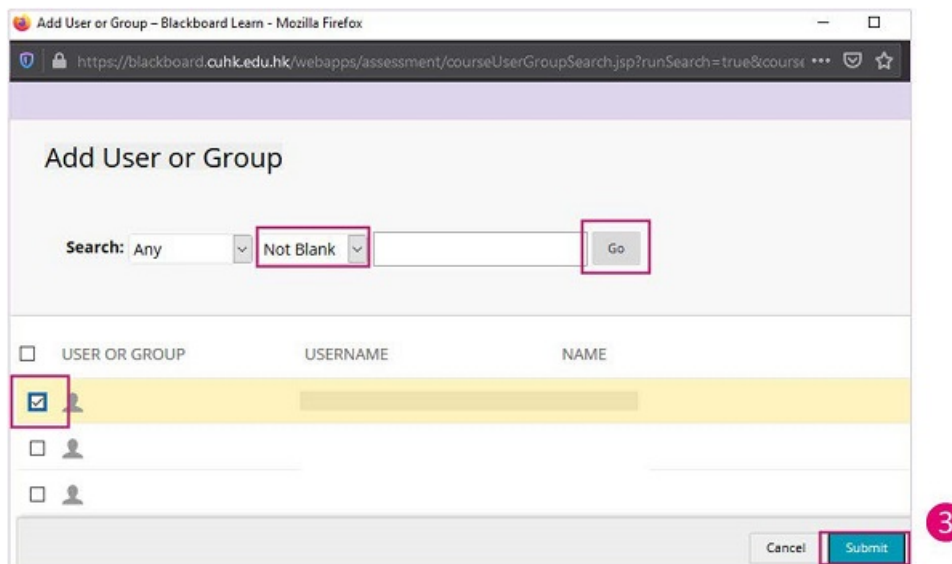 Add User or Group – Blackboard Learn - Mozilla Firefox
https://blackboard.cuhk.edu.hk/webapps/assessment/courseUserGroupSearch.jsp?runSearch=true&course
Add User or Group
Search: Any Not Blank Go
USER OR GROUP USERNAME NAME
3
Cancel Submit